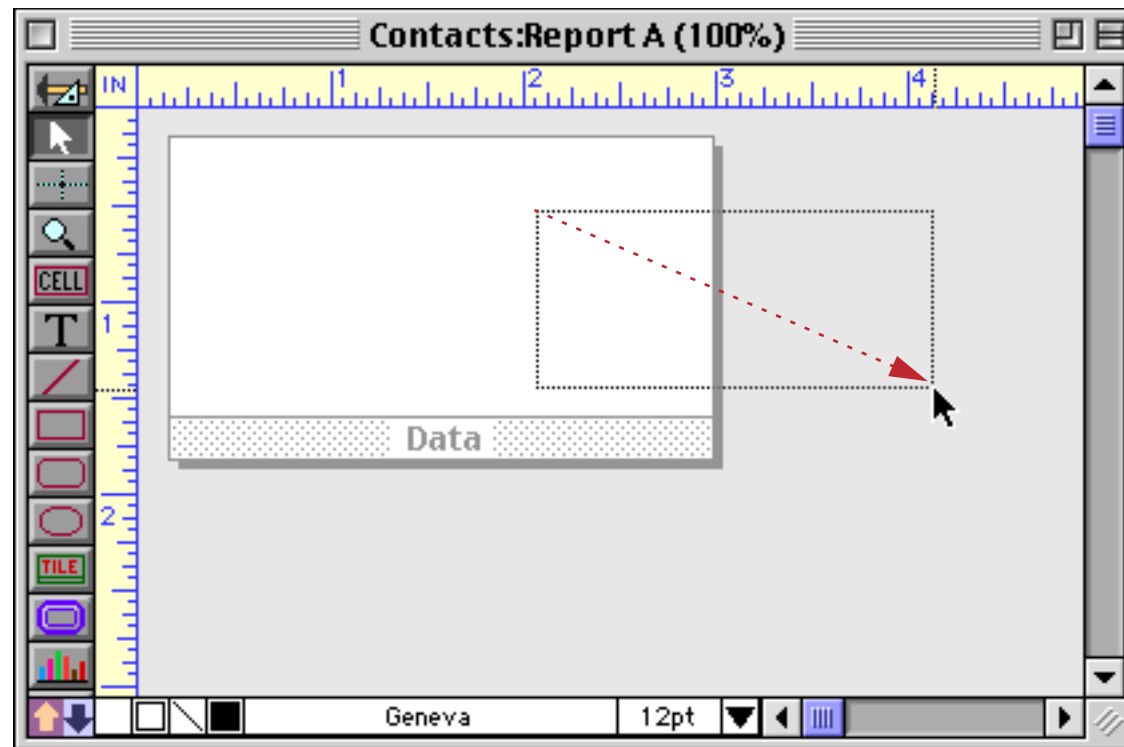 Contacts:Report A (100%)
IN 1 2 3 4
CELL
T
1
Data
2
TILE
Geneva 12pt